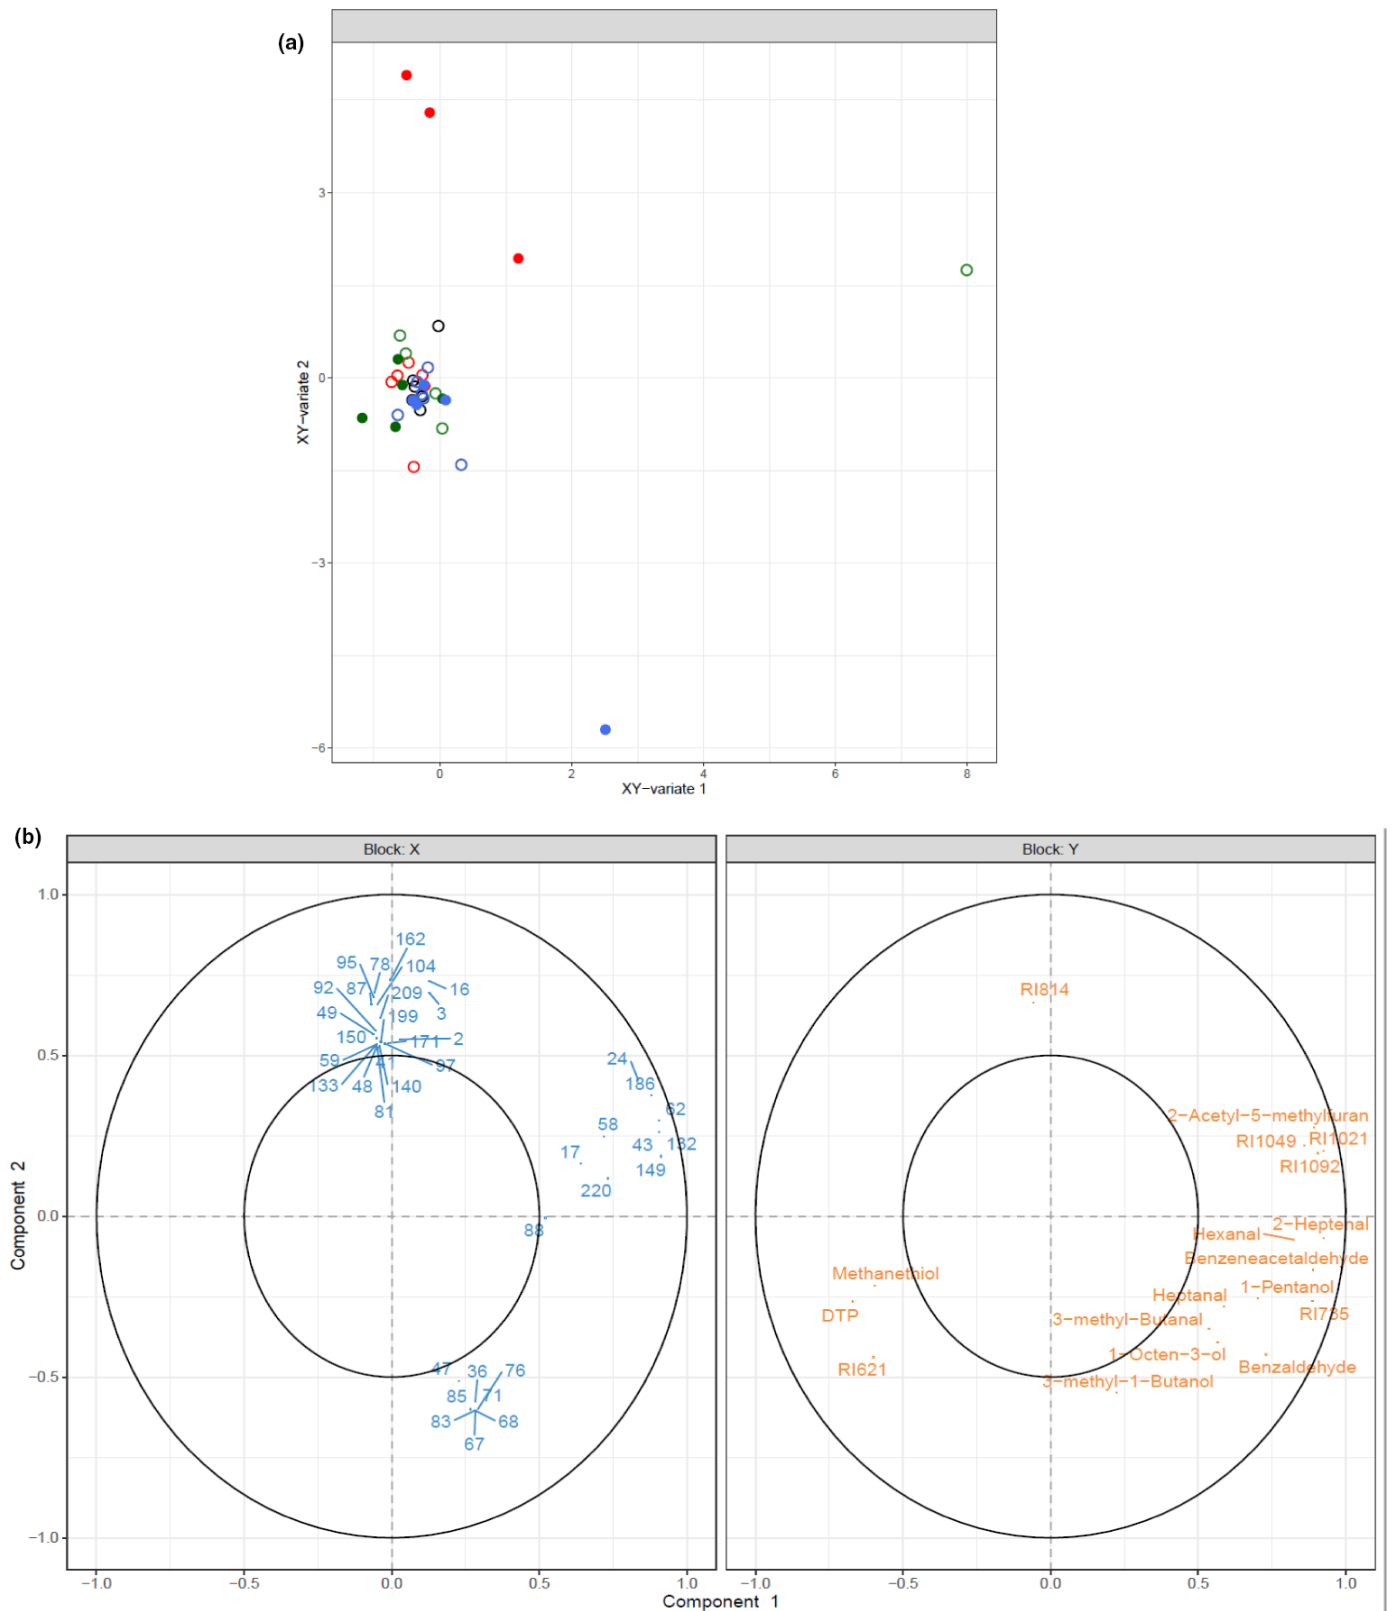 (a)
3
0
−3
−6
XY−variate 2
0 2 4 6 8
XY−variate 1
(b)
Block: X
Block: Y
1.0
0.5
0.0
−0.5
−1.0
Component 2
162
95 78 104
92 87 209 16
49 199 3
150 171 2
59 41 97
133 48 140
81
24
186
62
58
43 132
17
149
220
88
47 36 76
85 71
83 68
67
RI814
2−Acetyl−5−methylfuran
RI1049 RI1021
RI1092
2−Heptenal
Hexanal
Benzeneacetaldehyde
Methanethiol
1−Pentanol
Heptanal
DTP
RI735
3−methyl−Butanal
1−Octen−3−ol
RI621
Benzaldehyde
3−methyl−1−Butanol
−1.0 −0.5 0.0 0.5 1.0
−1.0 −0.5 0.0 0.5 1.0
Component 1